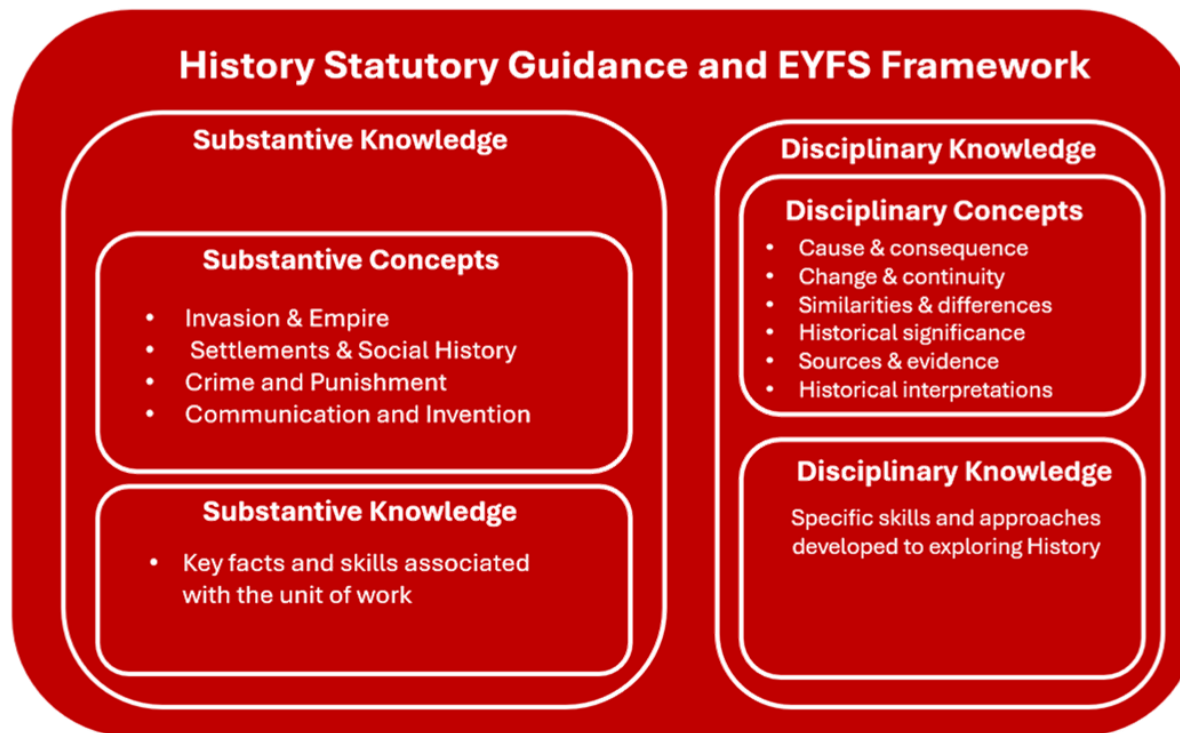 History Statutory Guidance and EYFS Framework
Substantive Knowledge
Substantive Concepts
• Invasion & Empire
• Settlements & Social History
• Crime and Punishment
• Communication and Invention
Substantive Knowledge
• Key facts and skills associated
with the unit of work
Disciplinary Knowledge
Disciplinary Concepts
• Cause & consequence
• Change & continuity
• Similarities & differences
• Historical significance
• Sources & evidence
• Historical interpretations
Disciplinary Knowledge
Specific skills and approaches
developed to exploring History